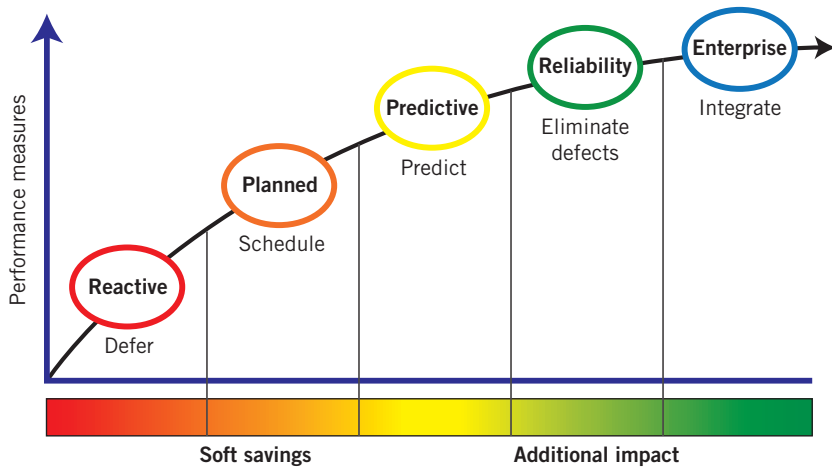 Performance measures
Enterprise
Integrate
Reliability
Eliminate
defects
Predictive
Predict
Planned
Schedule
Reactive
Defer
Soft savings
Additional impact